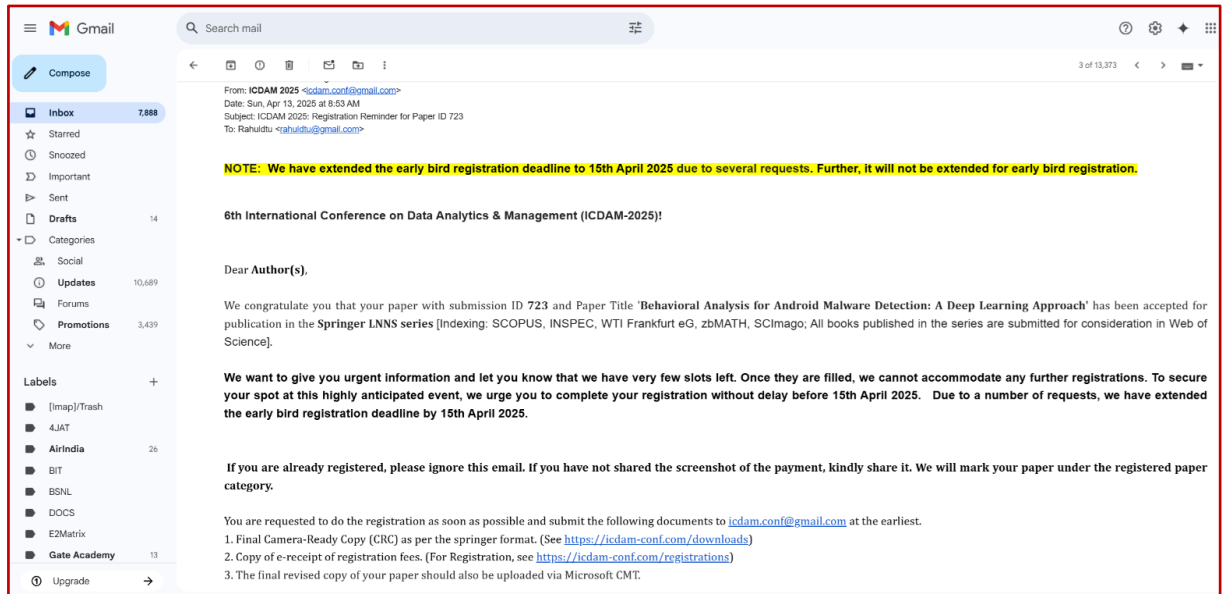 Gmail
Search mail
Compose
3 of 13,373
Inbox 7,888
Starred
Snoozed
Important
Sent
Drafts 14
Categories
Social
Updates 10,689
Forums
Promotions 3,439
More
Labels +
[Imap]/Trash
4JAT
AirIndia 26
BIT
BSNL
DOCS
E2Matrix
Gate Academy 13
Upgrade
From: ICDAM 2025 <icdam.conf@gmail.com>
Date: Sun, Apr 13, 2025 at 8:53 AM
Subject: ICDAM 2025: Registration Reminder for Paper ID 723
To: Rahuldtu <rahuldtu@gmail.com>
NOTE: We have extended the early bird registration deadline to 15th April 2025 due to several requests. Further, it will not be extended for early bird registration.
6th International Conference on Data Analytics & Management (ICDAM-2025)!
Dear Author(s),
We congratulate you that your paper with submission ID 723 and Paper Title 'Behavioral Analysis for Android Malware Detection: A Deep Learning Approach' has been accepted for
publication in the Springer LNNS series [Indexing: SCOPUS, INSPEC, WTI Frankfurt eG, zbMATH, SCImago; All books published in the series are submitted for consideration in Web of
Science].
We want to give you urgent information and let you know that we have very few slots left. Once they are filled, we cannot accommodate any further registrations. To secure
your spot at this highly anticipated event, we urge you to complete your registration without delay before 15th April 2025. Due to a number of requests, we have extended
the early bird registration deadline by 15th April 2025.
If you are already registered, please ignore this email. If you have not shared the screenshot of the payment, kindly share it. We will mark your paper under the registered paper
category.
You are requested to do the registration as soon as possible and submit the following documents to icdam.conf@gmail.com at the earliest.
1. Final Camera-Ready Copy (CRC) as per the springer format. (See https://icdam-conf.com/downloads)
2. Copy of e-receipt of registration fees. (For Registration, see https://icdam-conf.com/registrations)
3. The final revised copy of your paper should also be uploaded via Microsoft CMT.